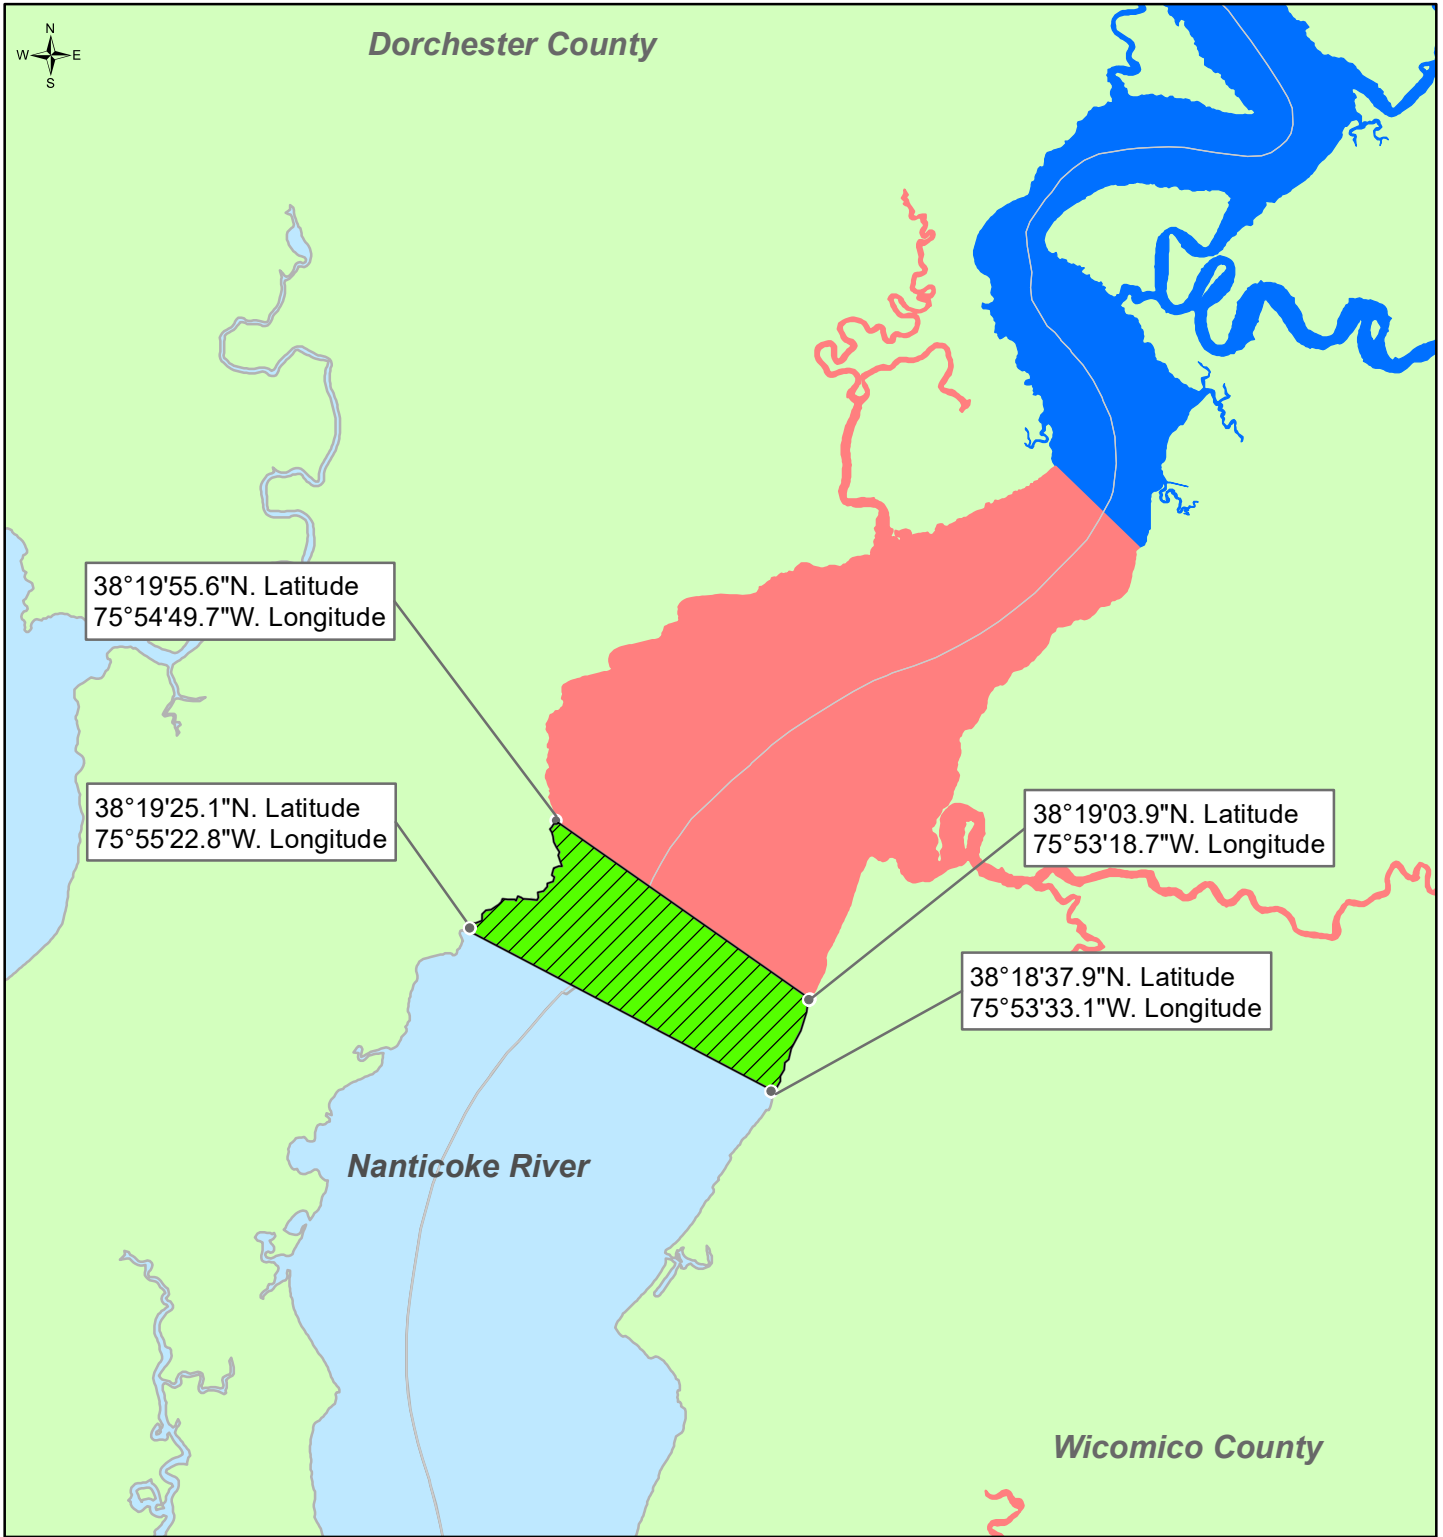 N
W E
S
Dorchester County
38°19'55.6"N. Latitude
75°54'49.7"W. Longitude
38°19'25.1"N. Latitude
75°55'22.8"W. Longitude
38°19'03.9"N. Latitude
75°53'18.7"W. Longitude
38°18'37.9"N. Latitude
75°53'33.1"W. Longitude
Nanticoke River
Wicomico County